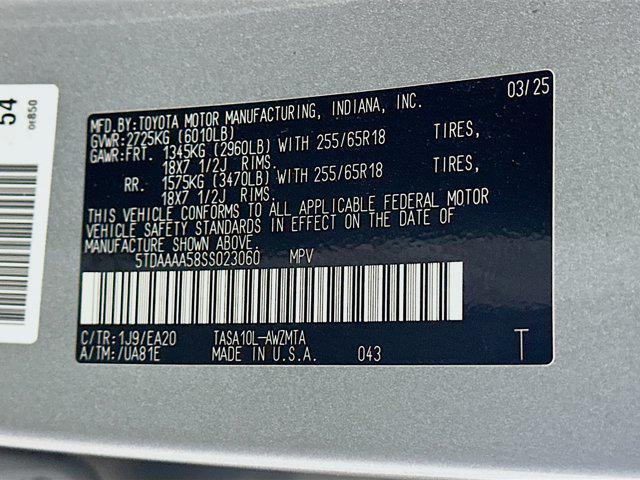 54
of850
03/25
MFD.BY:TOYOTA MOTOR MANUFACTURING, INDIANA, INC.
GVWR:2725KG (6010LB)
GAWR:FRT. 1345KG (2960LB) WITH 255/65R18 TIRES,
18X7 1/2J RIMS.
RR. 1575KG (3470LB) WITH 255/65R18 TIRES,
18X7 1/2J RIMS.
THIS VEHICLE CONFORMS TO ALL APPLICABLE FEDERAL MOTOR
VEHICLE SAFETY STANDARDS IN EFFECT ON THE DATE OF
MANUFACTURE SHOWN ABOVE.
5TDAAAA58SS023060 MPV
C/TR:1J9/EA20 TASA10L-AWZMTA
A/TM:/UA81E MADE IN U.S.A. 043 T